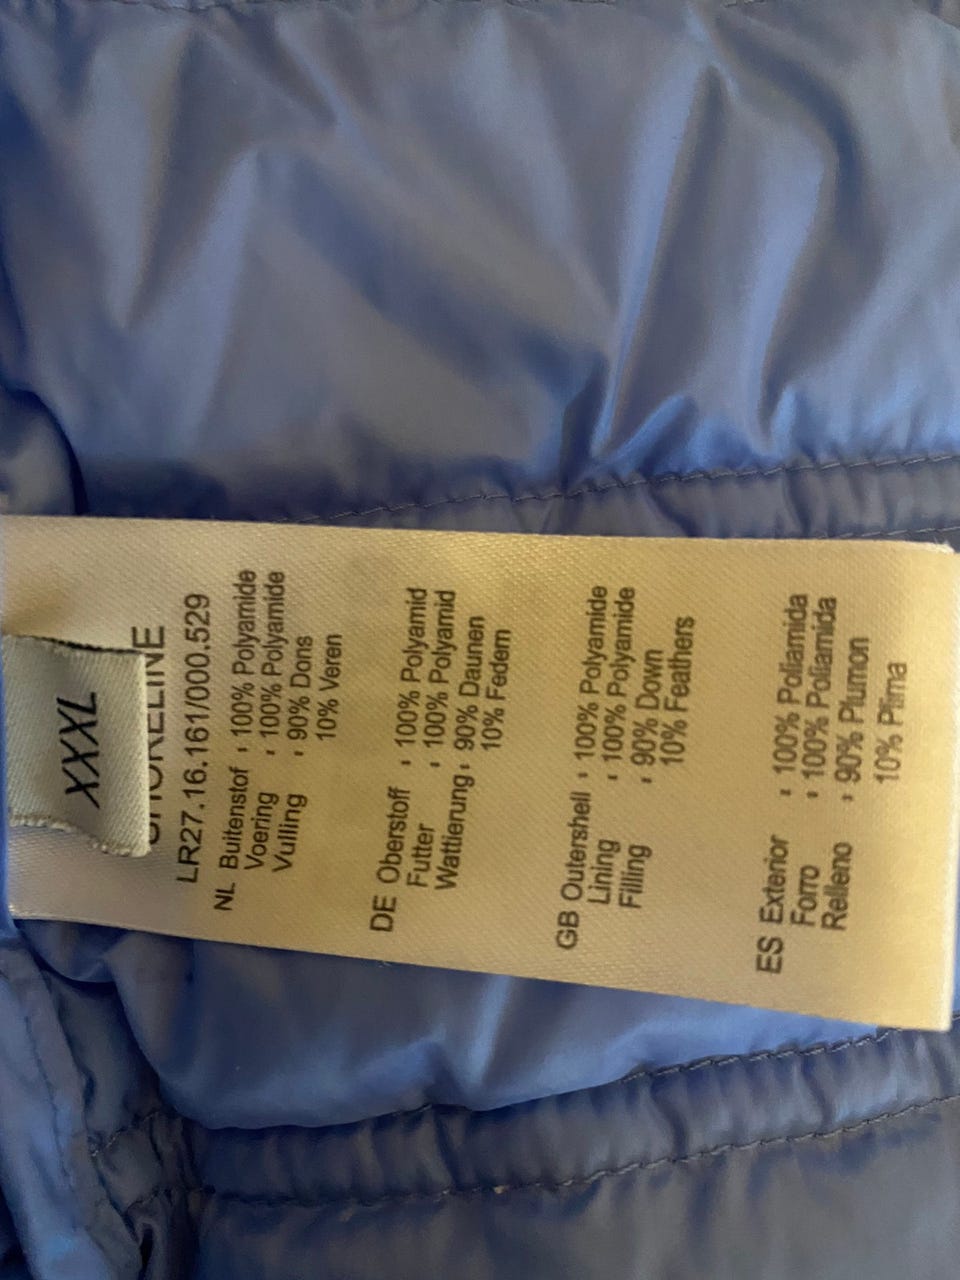 XXXL
LR27.16.161/000.529
NL Buitenstof : 100% Polyamide
Voering : 100% Polyamide
Vulling : 90% Dons
10% Veren
DE Oberstoff : 100% Polyamid
Futter : 100% Polyamid
Wattierung : 90% Daunen
10% Federn
GB Outershell : 100% Polyamide
Lining : 100% Polyamide
Filling : 90% Down
10% Feathers
ES Exterior : 100% Poliamida
Forro : 100% Poliamida
Relleno : 90% Plumon
10% Plma